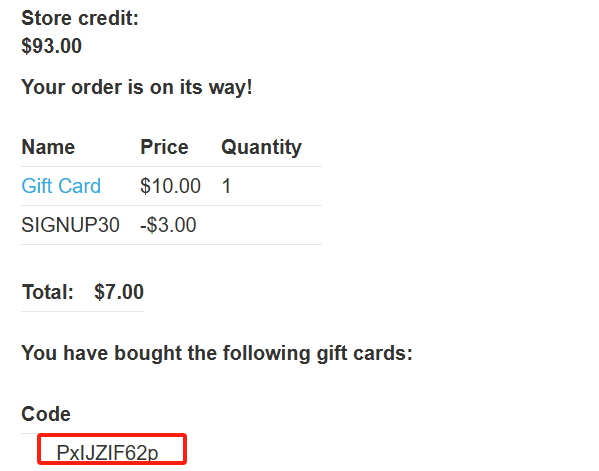 Store credit:
$93.00
Your order is on its way!
Name Price Quantity
Gift Card $10.00 1
SIGNUP30 -$3.00
Total: $7.00
You have bought the following gift cards:
Code
PxIJZIF62p